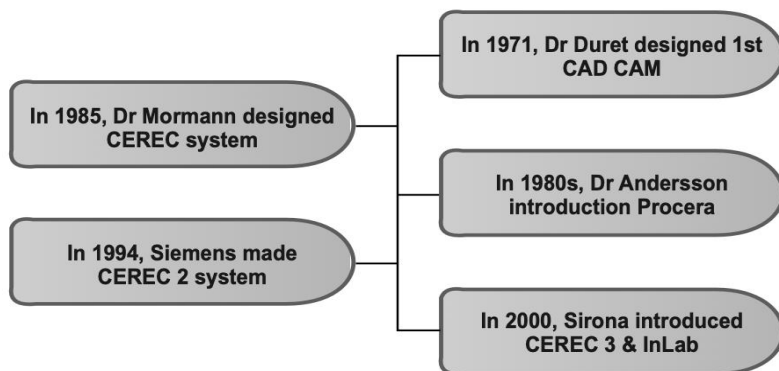 In 1971, Dr Duret designed 1st
CAD CAM
In 1985, Dr Mormann designed
CEREC system
In 1980s, Dr Andersson
introduction Procera
In 1994, Siemens made
CEREC 2 system
In 2000, Sirona introduced
CEREC 3 & InLab